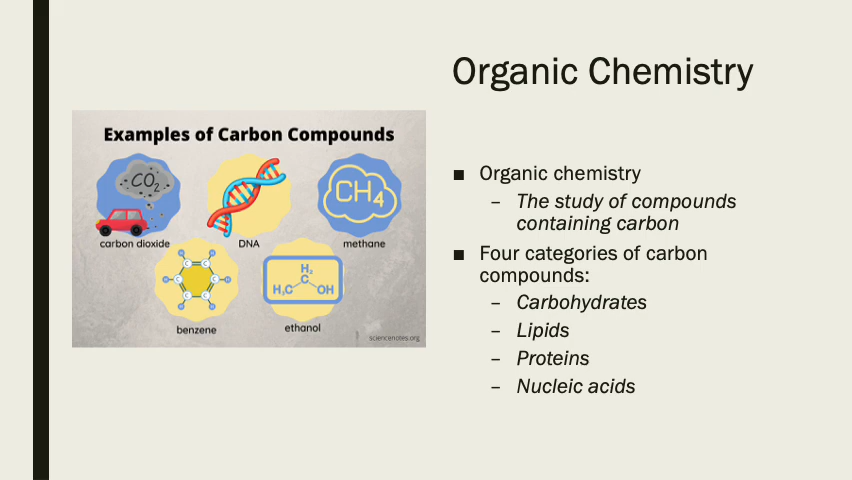 Organic Chemistry
Examples of Carbon Compounds
CO2
CH4
carbon dioxide
DNA
methane
H C C H
H C C H
H C C H
H2
C
H3C OH
benzene
ethanol
sciencenotes.org
■ Organic chemistry
– The study of compounds
containing carbon
■ Four categories of carbon
compounds:
– Carbohydrates
– Lipids
– Proteins
– Nucleic acids